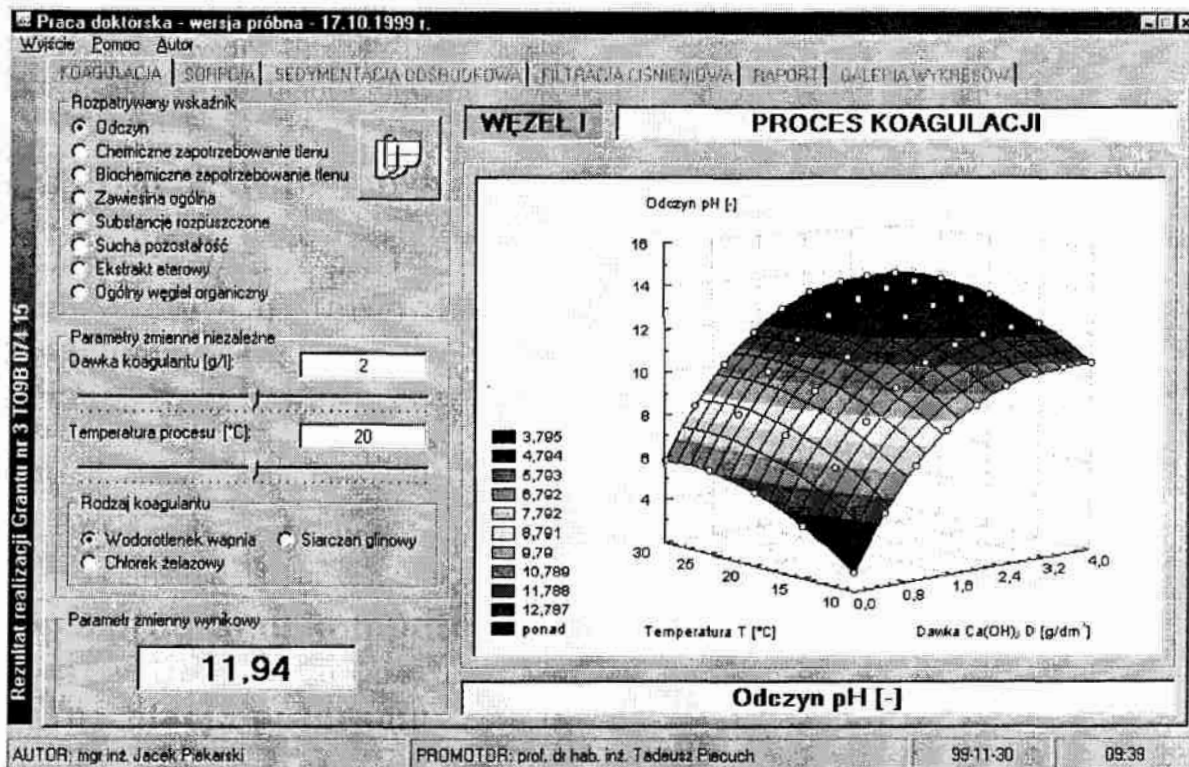 Praca doktorska - wersja próbna - 17.10.1999 r.
Wyjście Pomoc Autor
KOAGULACJA SORPCJA SEDYMENTACJA ODŚRODKOWA FILTRACJA CIŚNIENIOWA RAPORT GALERIA WYKRESÓW
Rozpatrywany wskaźnik
Odczyn
Chemiczne zapotrzebowanie tlenu
Biochemiczne zapotrzebowanie tlenu
Zawiesina ogólna
Substancje rozpuszczone
Sucha pozostałość
Ekstrakt eterowy
Ogólny węgiel organiczny
Parametry zmienne niezależne
Dawka koagulantu [g/l]: 2
Temperatura procesu [°C]: 20
Rodzaj koagulantu
Wodorotlenek wapnia Siarczan glinowy
Chlorek żelazowy
Parametr zmienny wynikowy
11,94
Rezultat realizacji Grantu nr 3 T09B 074 15
WĘZEŁ I PROCES KOAGULACJI
Odczyn pH [-]
16
14
12
10
8
6
4
3,795
4,794
5,793
6,792
7,792
8,791
9,79
10,789
11,788
12,787
ponad
30 25 20 15 10
0,0 0,8 1,6 2,4 3,2 4,0
Temperatura T [°C] Dawka Ca(OH)₂ D [g/dm³]
Odczyn pH [-]
AUTOR: mgr inż. Jacek Piekarski PROMOTOR: prof. dr hab. inż. Tadeusz Piecuch 99-11-30 09:39